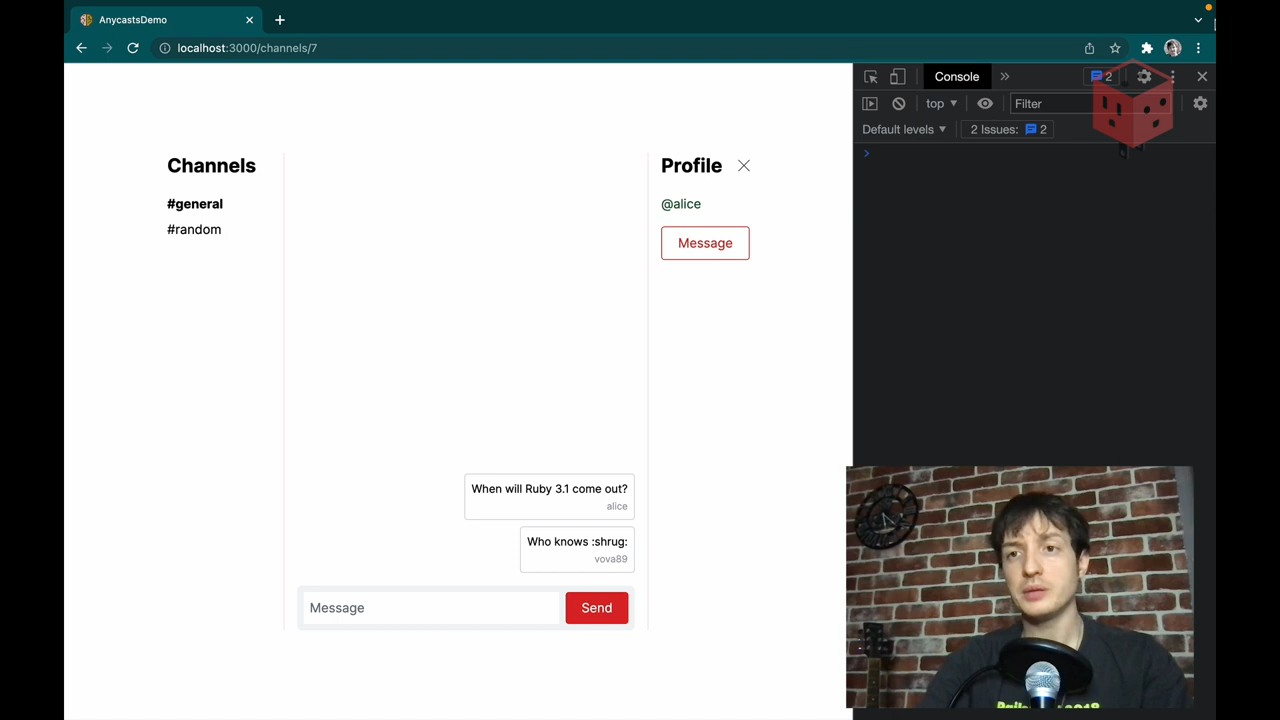 AnycastsDemo
localhost:3000/channels/7
Console
2
top
Filter
Default levels
2 Issues:
2
Channels
#general
#random
Profile
@alice
Message
When will Ruby 3.1 come out?
alice
Who knows :shrug:
vova89
Message
Send